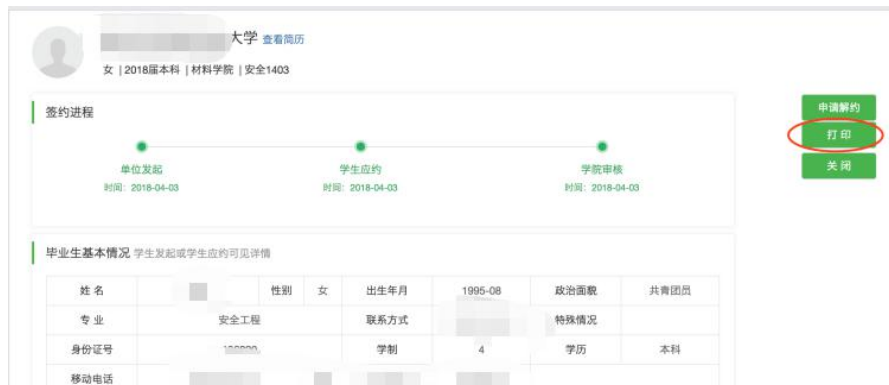 大学 查看简历
女 | 2018届本科 | 材料学院 | 安全1403
签约进程
申请解约
打 印
关 闭
单位发起 学生应约 学院审核
时间: 2018-04-03 时间: 2018-04-03 时间: 2018-04-03
毕业生基本情况 学生发起或学生应约可见详情
姓 名 性别 女 出生年月 1995-08 政治面貌 共青团员
专 业 安全工程 联系方式 特殊情况
身份证号 学制 4 学历 本科
移动电话